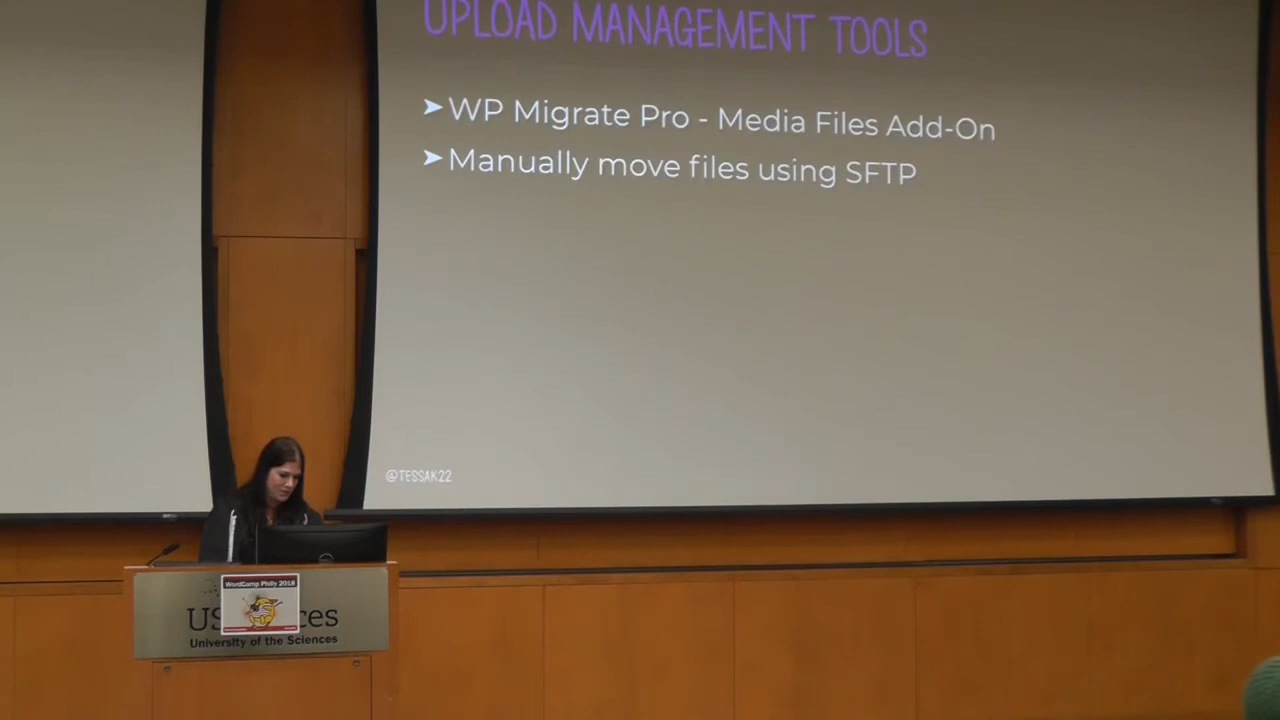 UPLOAD MANAGEMENT TOOLS
➤WP Migrate Pro - Media Files Add-On
➤Manually move files using SFTP
@TESSAK22
WordCamp Philly 2018
US ces
University of the Sciences